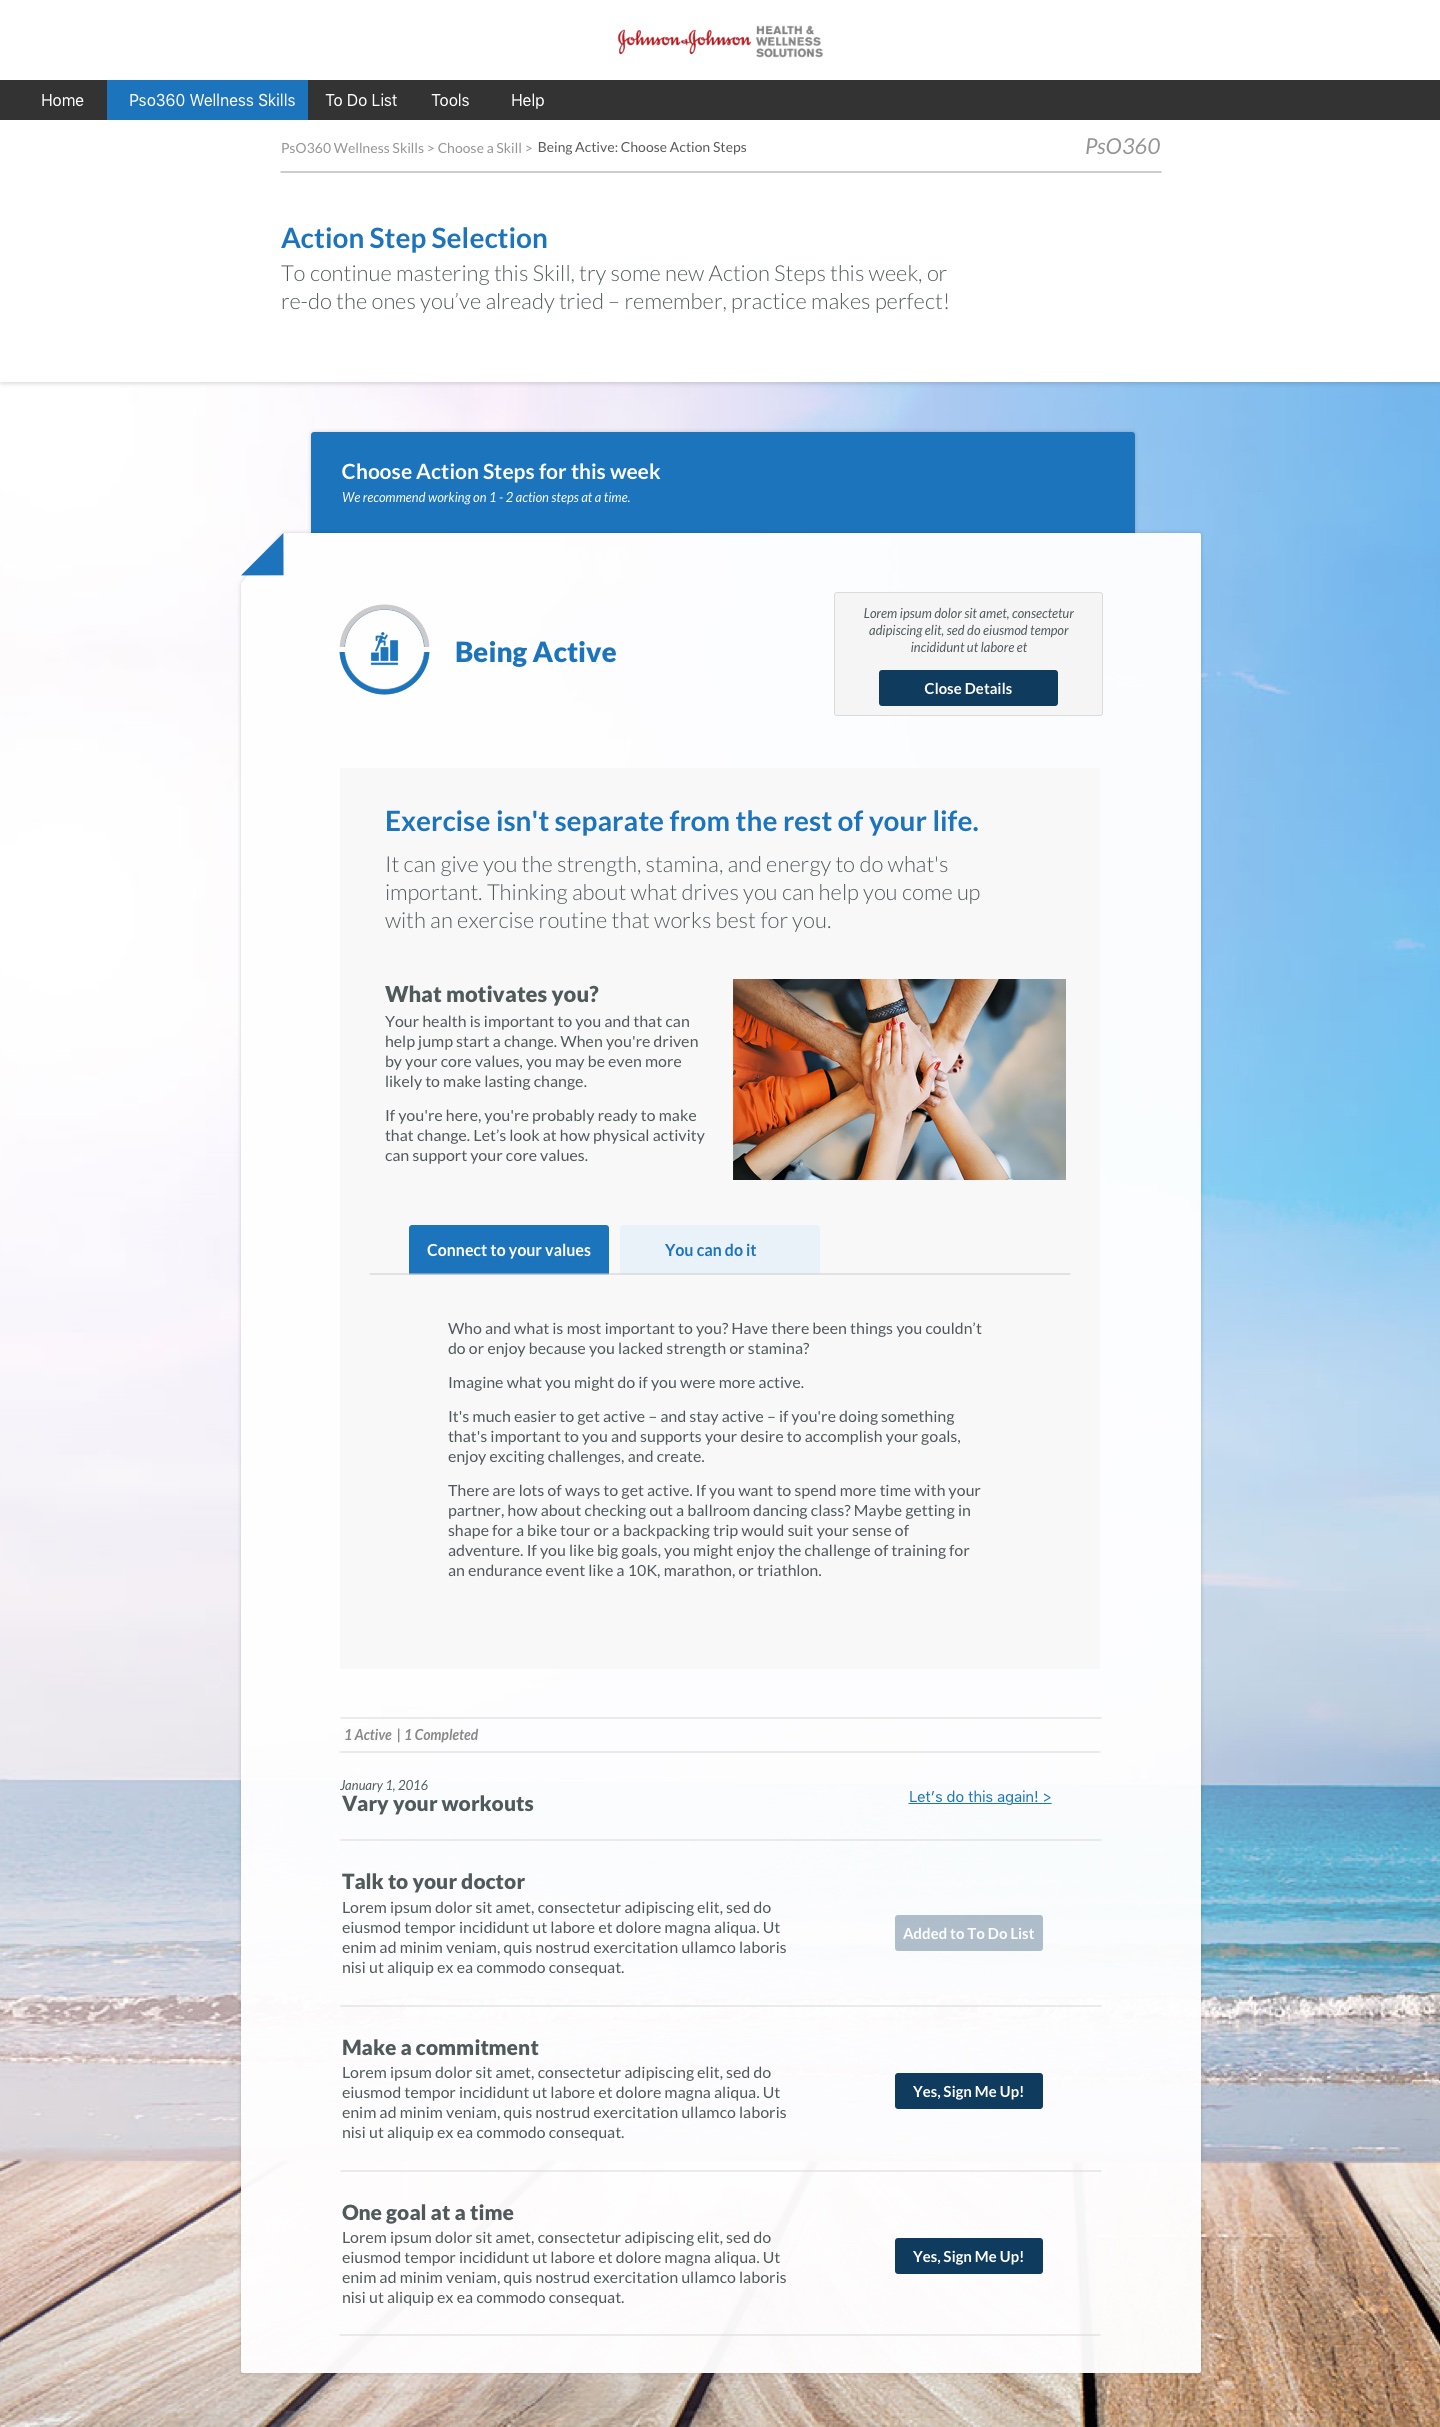 Johnson & Johnson HEALTH &
WELLNESS
SOLUTIONS
Home Pso360 Wellness Skills To Do List Tools Help
PsO360 Wellness Skills > Choose a Skill > Being Active: Choose Action Steps PsO360
Action Step Selection
To continue mastering this Skill, try some new Action Steps this week, or
re-do the ones you’ve already tried – remember, practice makes perfect!
Choose Action Steps for this week
We recommend working on 1 - 2 action steps at a time.
Being Active
Lorem ipsum dolor sit amet, consectetur
adipiscing elit, sed do eiusmod tempor
incididunt ut labore et
Close Details
Exercise isn't separate from the rest of your life.
It can give you the strength, stamina, and energy to do what's
important. Thinking about what drives you can help you come up
with an exercise routine that works best for you.
What motivates you?
Your health is important to you and that can
help jump start a change. When you're driven
by your core values, you may be even more
likely to make lasting change.
If you're here, you're probably ready to make
that change. Let’s look at how physical activity
can support your core values.
Connect to your values You can do it
Who and what is most important to you? Have there been things you couldn’t
do or enjoy because you lacked strength or stamina?
Imagine what you might do if you were more active.
It's much easier to get active – and stay active – if you're doing something
that's important to you and supports your desire to accomplish your goals,
enjoy exciting challenges, and create.
There are lots of ways to get active. If you want to spend more time with your
partner, how about checking out a ballroom dancing class? Maybe getting in
shape for a bike tour or a backpacking trip would suit your sense of
adventure. If you like big goals, you might enjoy the challenge of training for
an endurance event like a 10K, marathon, or triathlon.
1 Active | 1 Completed
January 1, 2016
Vary your workouts
Let’s do this again! >
Talk to your doctor
Lorem ipsum dolor sit amet, consectetur adipiscing elit, sed do
eiusmod tempor incididunt ut labore et dolore magna aliqua. Ut
enim ad minim veniam, quis nostrud exercitation ullamco laboris
nisi ut aliquip ex ea commodo consequat.
Added to To Do List
Make a commitment
Lorem ipsum dolor sit amet, consectetur adipiscing elit, sed do
eiusmod tempor incididunt ut labore et dolore magna aliqua. Ut
enim ad minim veniam, quis nostrud exercitation ullamco laboris
nisi ut aliquip ex ea commodo consequat.
Yes, Sign Me Up!
One goal at a time
Lorem ipsum dolor sit amet, consectetur adipiscing elit, sed do
eiusmod tempor incididunt ut labore et dolore magna aliqua. Ut
enim ad minim veniam, quis nostrud exercitation ullamco laboris
nisi ut aliquip ex ea commodo consequat.
Yes, Sign Me Up!